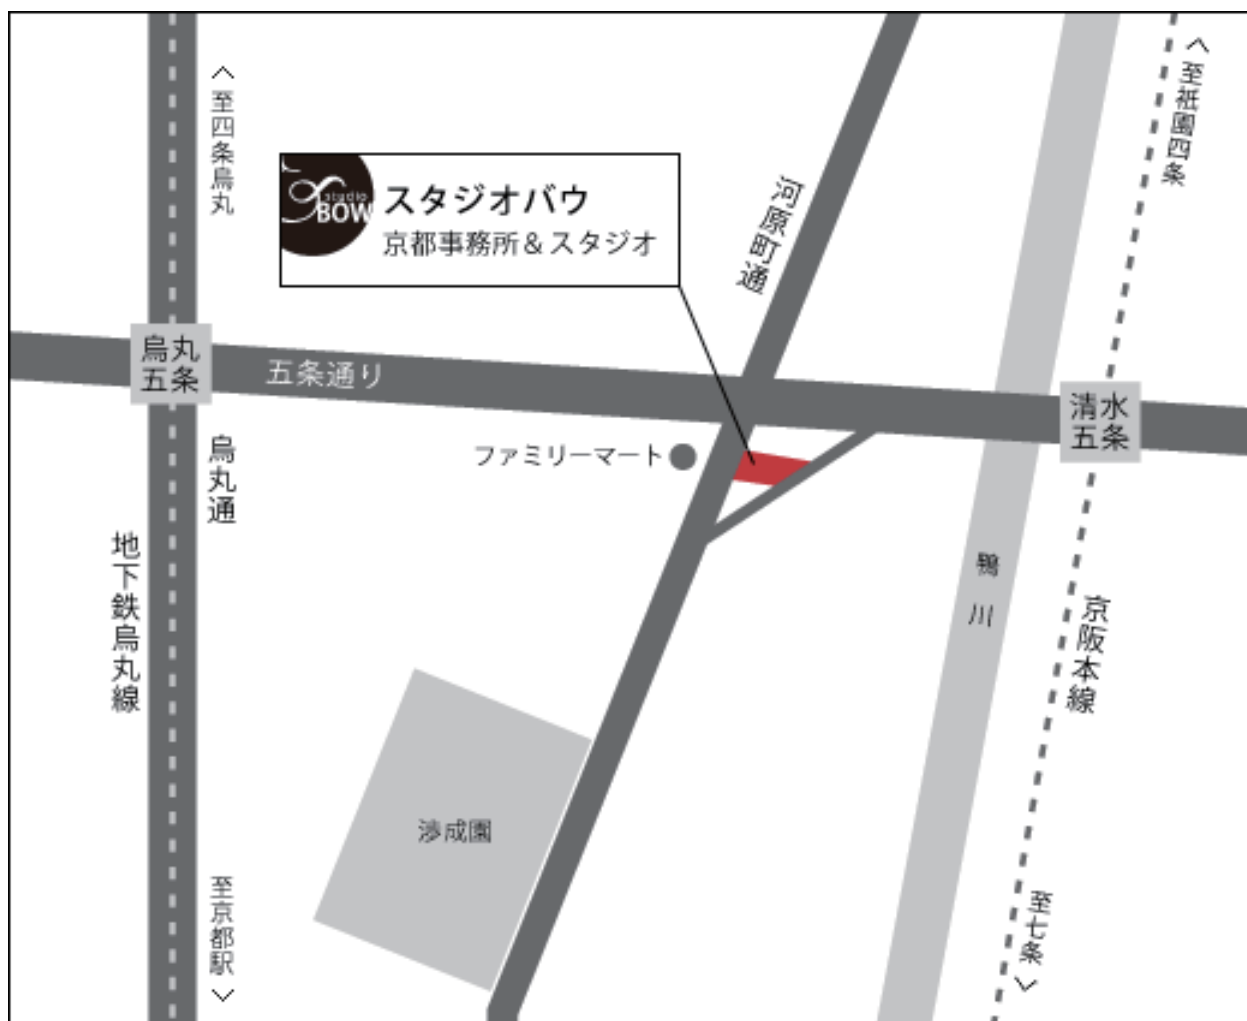 至四条烏丸
至祇園四条
studio
BOW
スタジオバウ
京都事務所＆スタジオ
河原町通
烏丸
五条
五条通り
清水
五条
ファミリーマート
烏丸通
地下鉄烏丸線
鴨川
京阪本線
渉成園
至京都駅
至七条